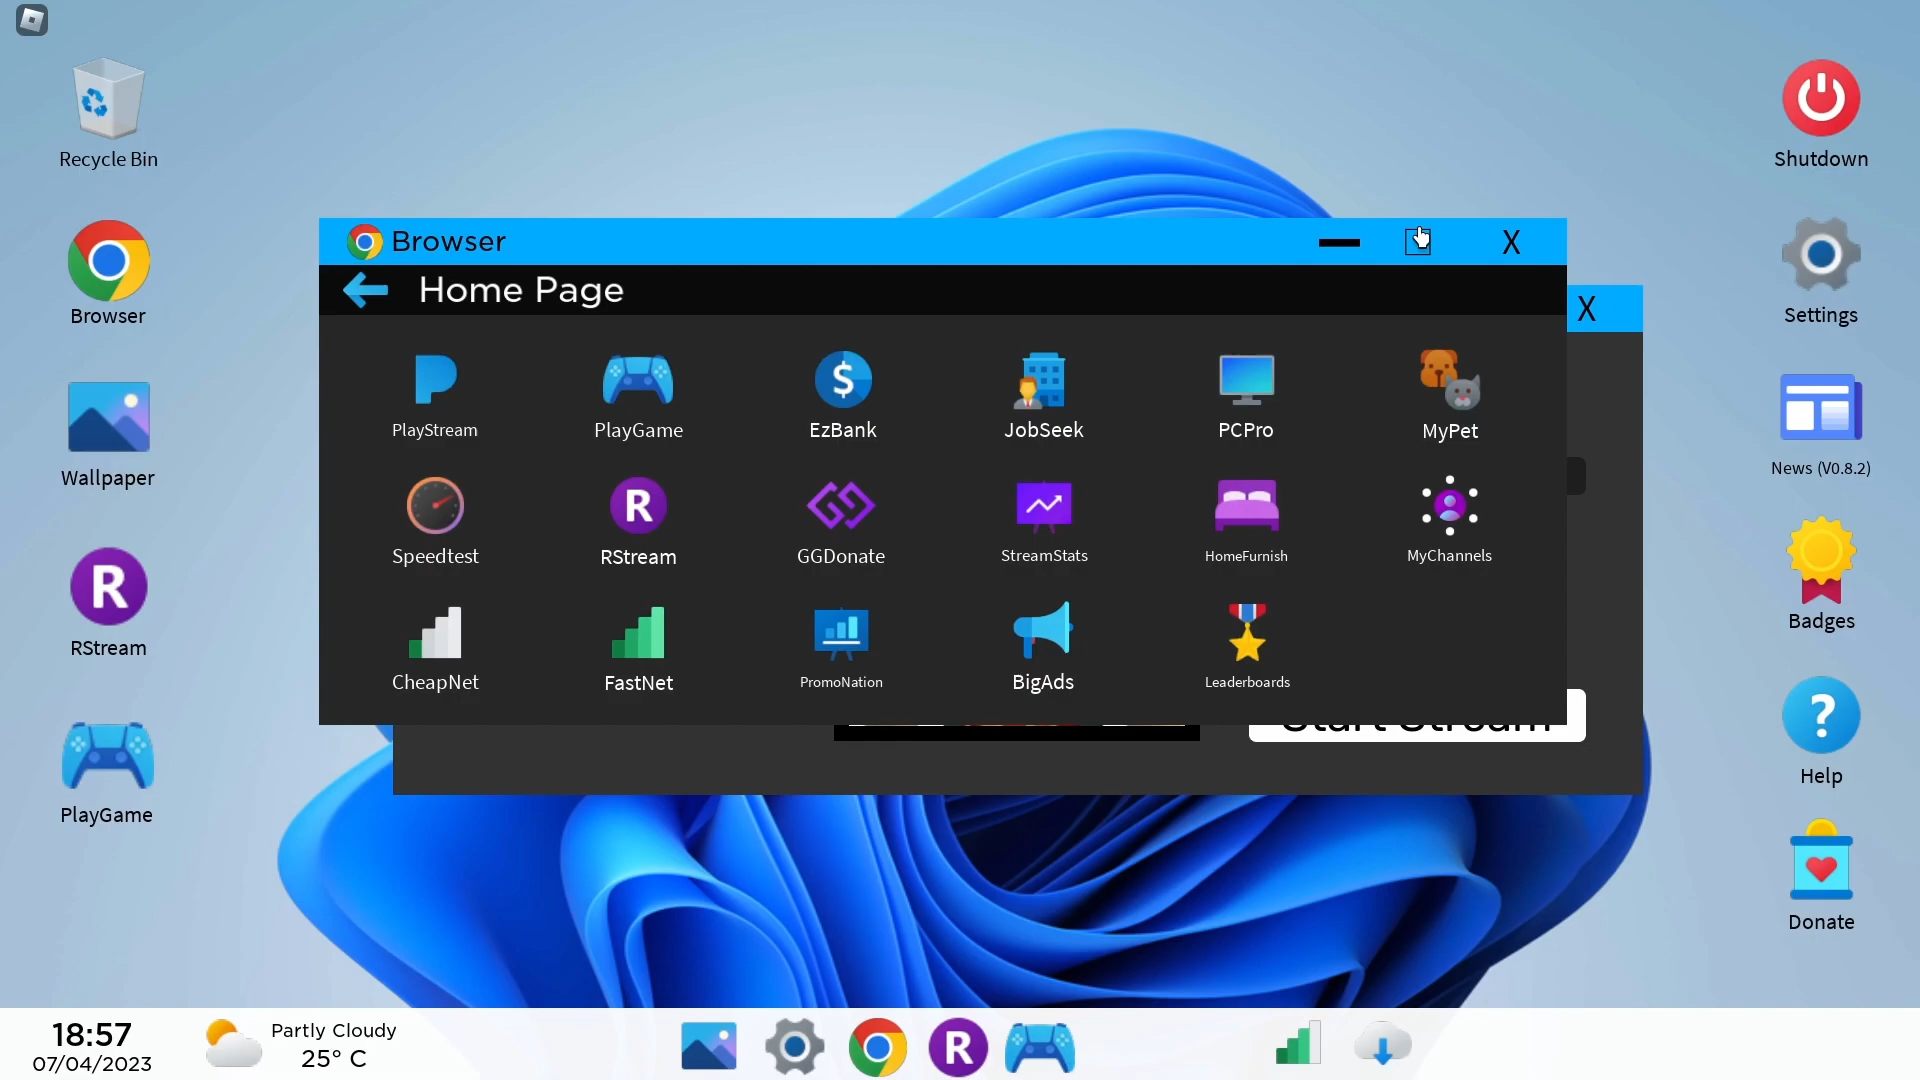 Recycle Bin
Shutdown
Browser
X
Home Page
X
Browser
Settings
PlayStream
PlayGame
EzBank
JobSeek
PCPro
MyPet
Wallpaper
News (V0.8.2)
Speedtest
R
RStream
GGDonate
StreamStats
HomeFurnish
MyChannels
R
RStream
Badges
CheapNet
FastNet
PromoNation
BigAds
Leaderboards
Start Stream
Help
PlayGame
Donate
18:57
07/04/2023
Partly Cloudy
25° C
R